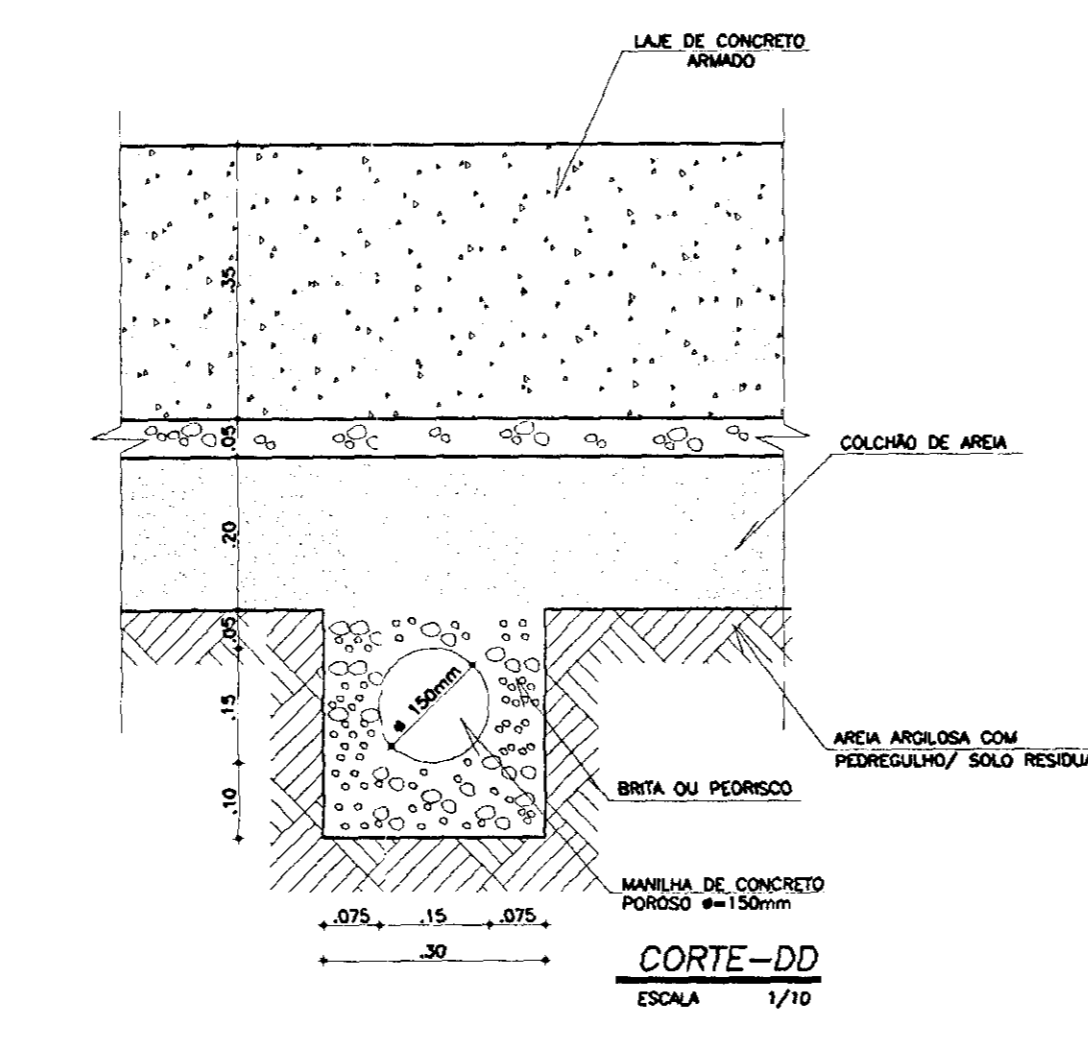 LAJE DE CONCRETO
ARMADO
.35
.05
COLCHÃO DE AREIA
.20
.05
ø 150mm
.15
AREIA ARGILOSA COM
PEDREGULHO/ SOLO RESIDUA
.10
BRITA OU PEDRISCO
MANILHA DE CONCRETO
POROSO ø=150mm
.075 .15 .075
.30
CORTE-DD
ESCALA 1/10